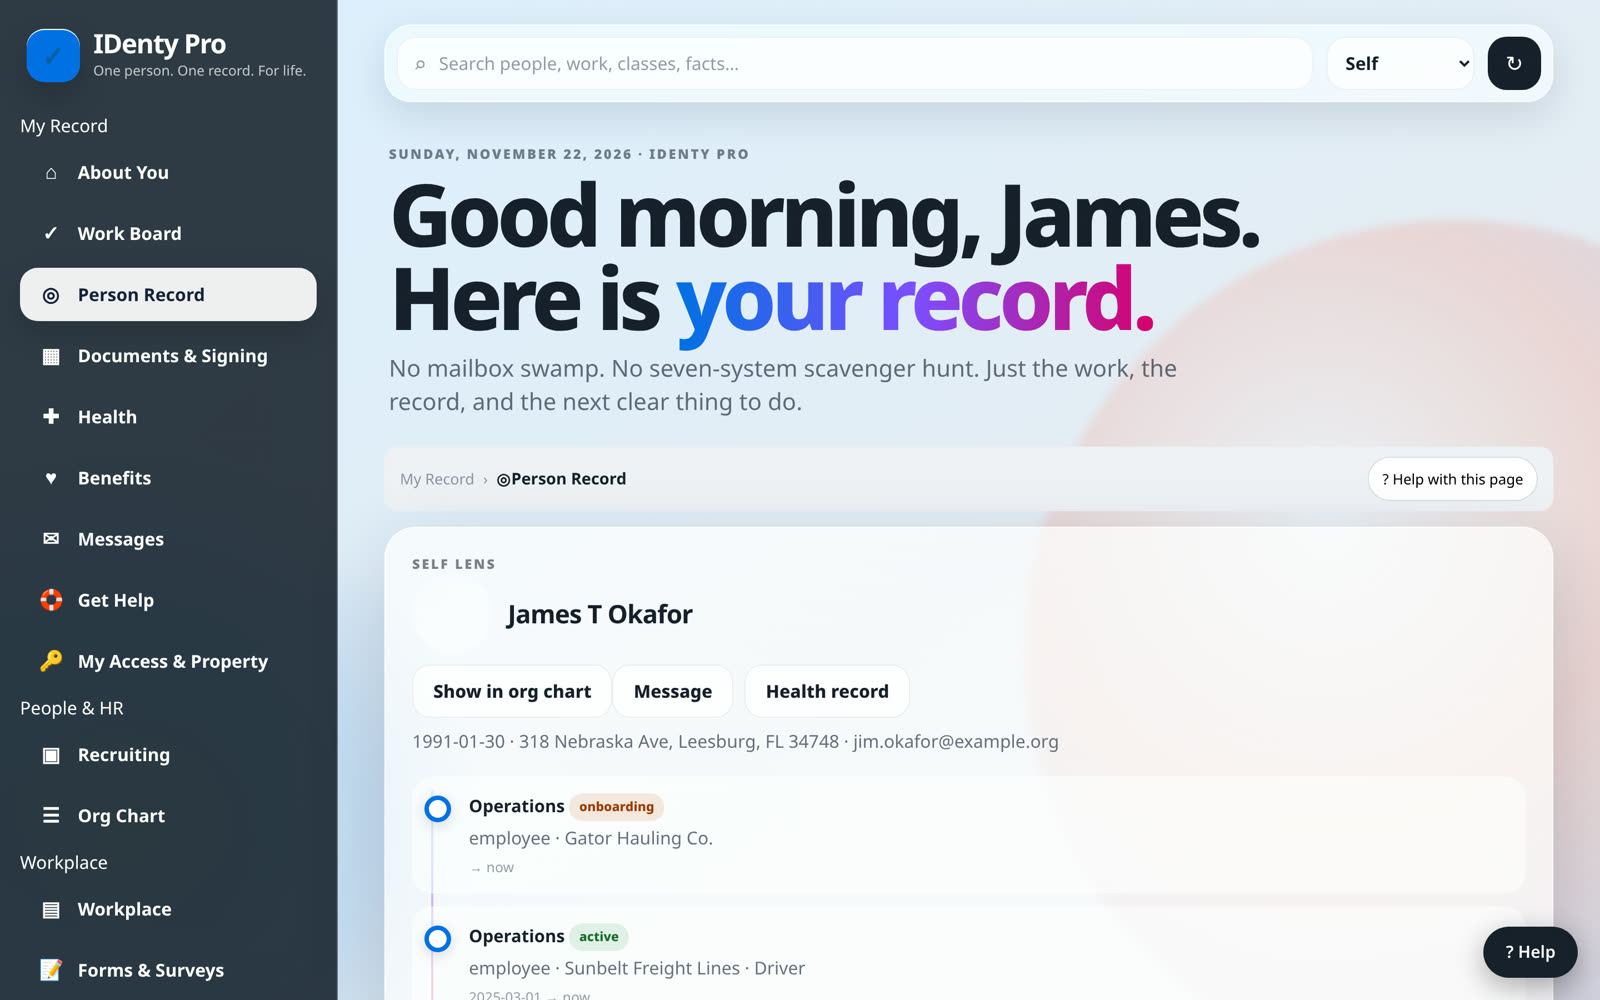 IDenty Pro
One person. One record. For life.
My Record
About You
Work Board
Person Record
Documents & Signing
Health
Benefits
Messages
Get Help
My Access & Property
People & HR
Recruiting
Org Chart
Workplace
Workplace
Forms & Surveys
Search people, work, classes, facts...
Self
SUNDAY, NOVEMBER 22, 2026 · IDENTY PRO
Good morning, James.
Here is your record.
No mailbox swamp. No seven-system scavenger hunt. Just the work, the
record, and the next clear thing to do.
My Record › ◎Person Record
? Help with this page
SELF LENS
James T Okafor
Show in org chart
Message
Health record
1991-01-30 · 318 Nebraska Ave, Leesburg, FL 34748 · jim.okafor@example.org
Operations onboarding
employee · Gator Hauling Co.
→ now
Operations active
employee · Sunbelt Freight Lines · Driver
2025-03-01 → now
? Help